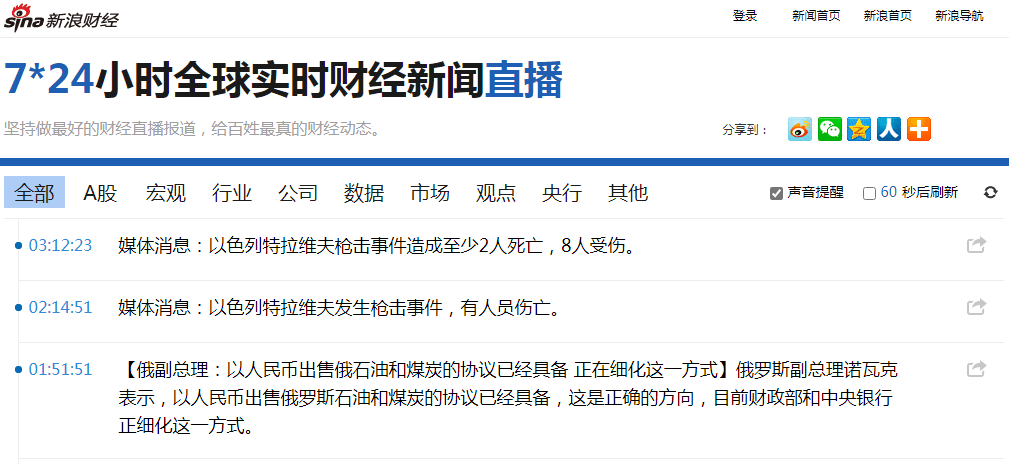 sina新浪财经
登录 新闻首页 新浪首页 新浪导航
7*24小时全球实时财经新闻直播
坚持做最好的财经直播报道，给百姓最真的财经动态。
分享到：
全部 A股 宏观 行业 公司 数据 市场 观点 央行 其他 声音提醒 60 秒后刷新
03:12:23 媒体消息：以色列特拉维夫枪击事件造成至少2人死亡，8人受伤。
02:14:51 媒体消息：以色列特拉维夫发生枪击事件，有人员伤亡。
01:51:51 【俄副总理：以人民币出售俄石油和煤炭的协议已经具备 正在细化这一方式】俄罗斯副总理诺瓦克
表示，以人民币出售俄罗斯石油和煤炭的协议已经具备，这是正确的方向，目前财政部和中央银行
正细化这一方式。